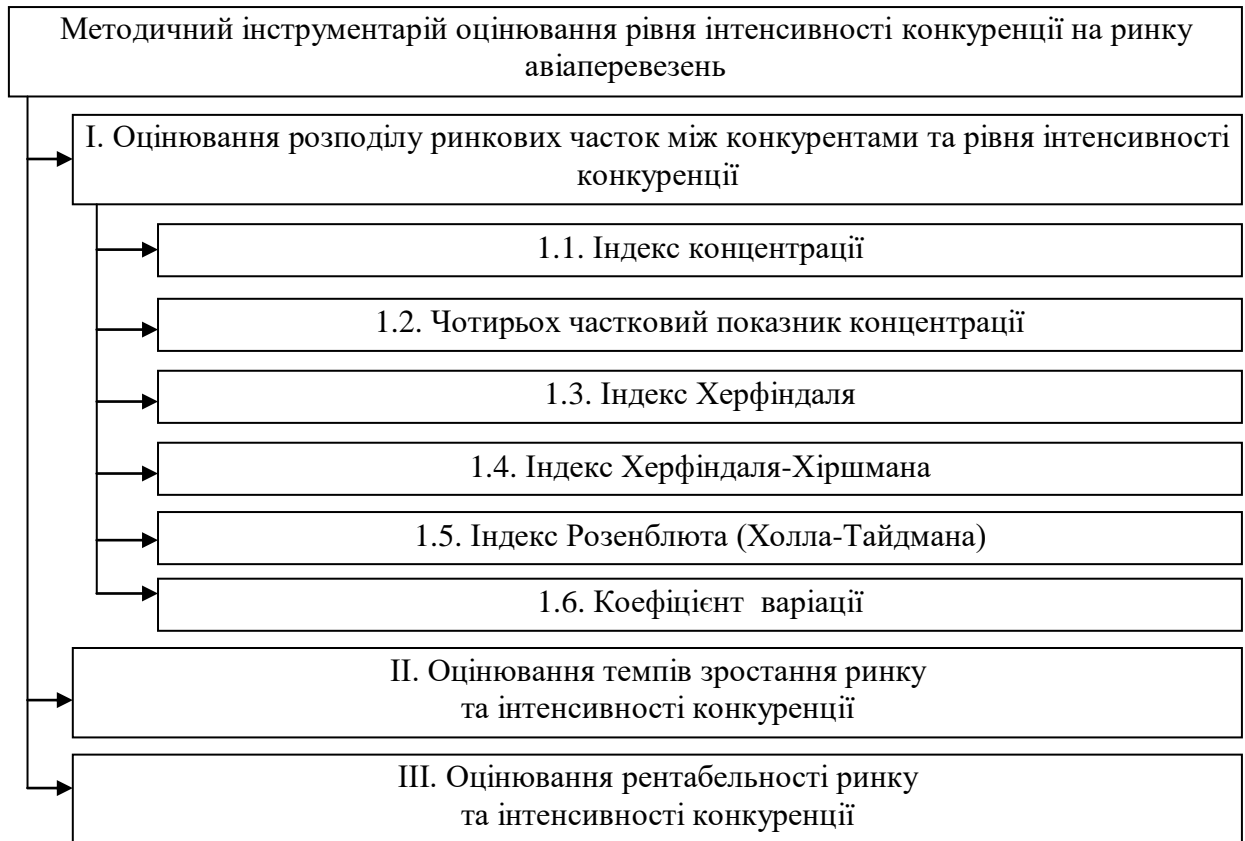 Методичний інструментарій оцінювання рівня інтенсивності конкуренції на ринку
авіаперевезень
І. Оцінювання розподілу ринкових часток між конкурентами та рівня інтенсивності
конкуренції
1.1. Індекс концентрації
1.2. Чотирьох частковий показник концентрації
1.3. Індекс Херфіндаля
1.4. Індекс Херфіндаля-Хіршмана
1.5. Індекс Розенблюта (Холла-Тайдмана)
1.6. Коефіцієнт варіації
ІІ. Оцінювання темпів зростання ринку
та інтенсивності конкуренції
ІІІ. Оцінювання рентабельності ринку
та інтенсивності конкуренції